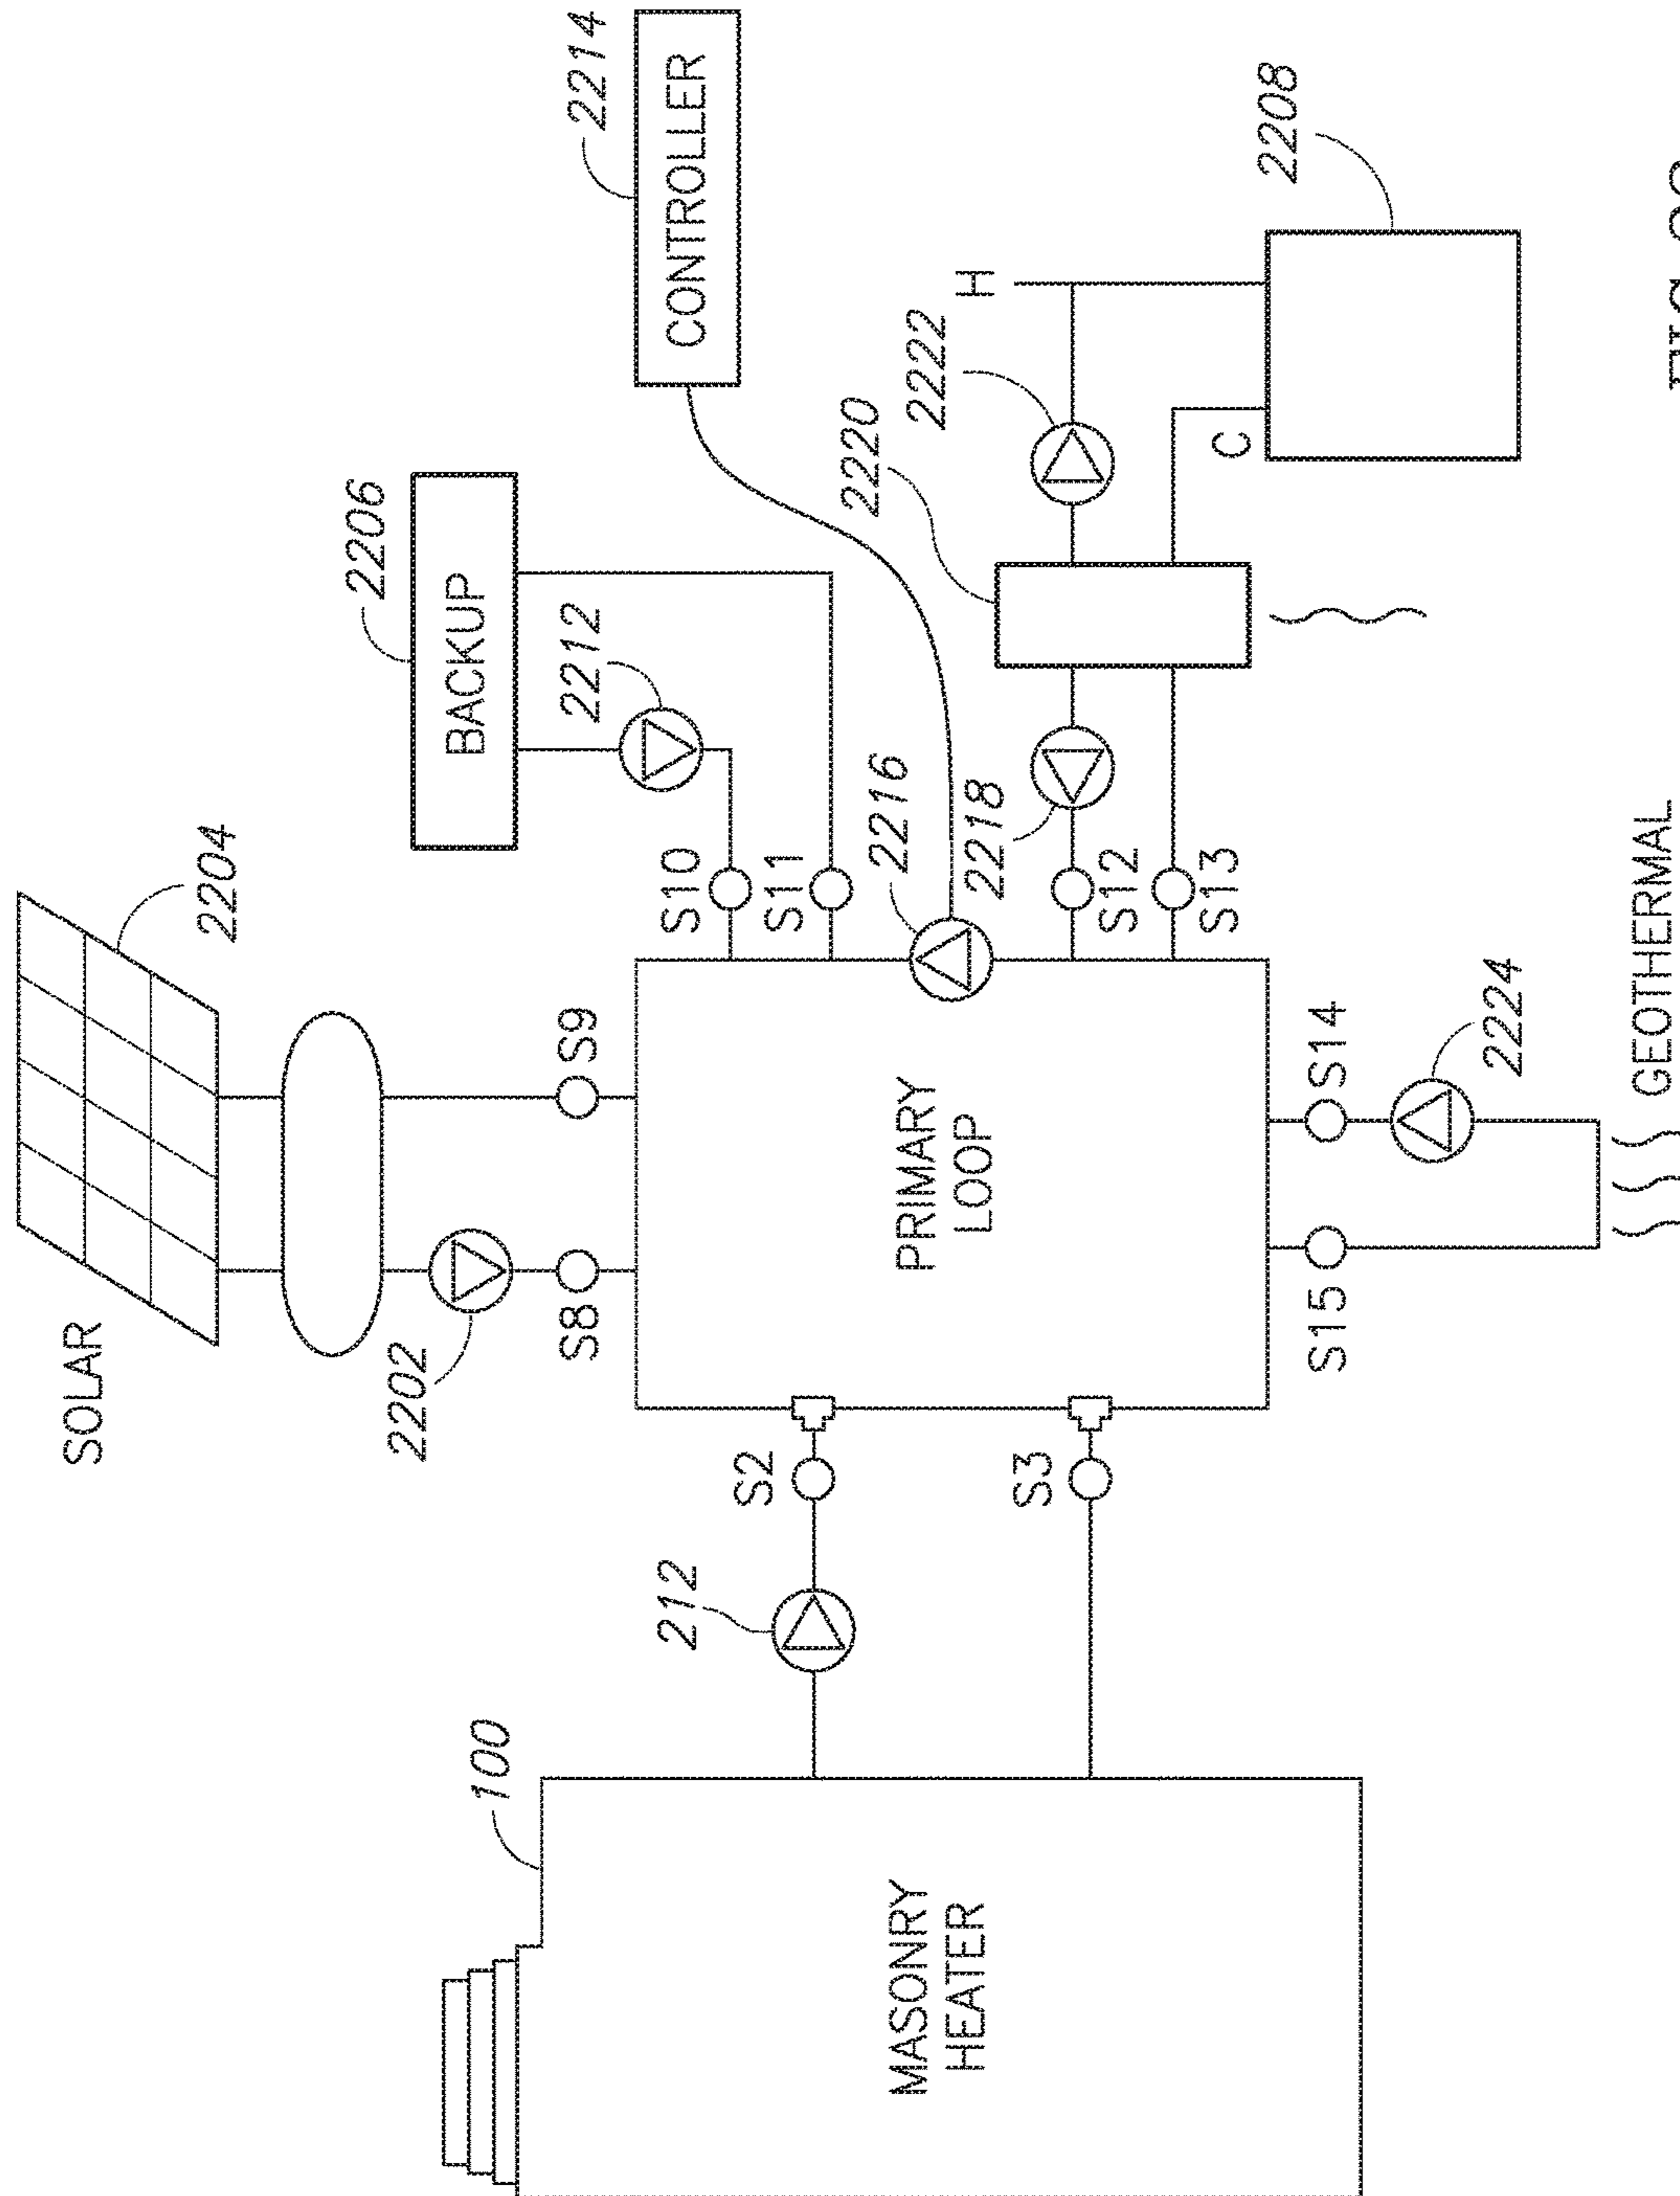 SOLAR
2204
2202
S8
S9
BACKUP
2206
2212
S10
S11
CONTROLLER
2214
2216
2218
2220
2222
H
C
2208
S12
S13
PRIMARY
LOOP
S2
S3
212
100
MASONRY
HEATER
S15
S14
2224
GEOTHERMAL